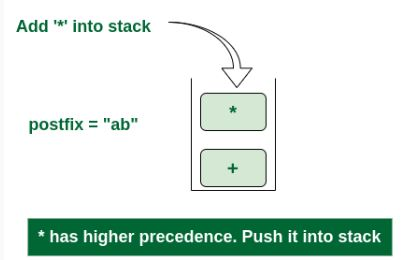 Add '*' into stack
*
postfix = "ab"
+
* has higher precedence. Push it into stack